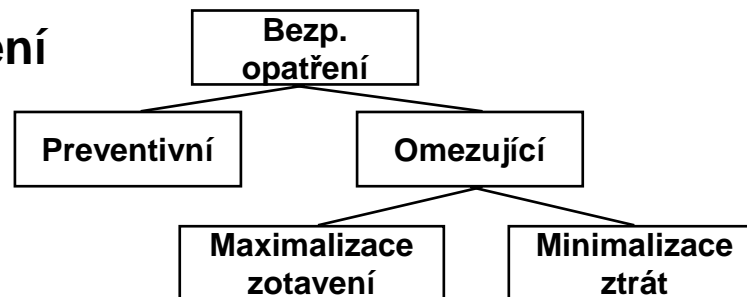 ení
Bezp.
opatření
Preventivní
Omezující
Maximalizace
zotavení
Minimalizace
ztrát